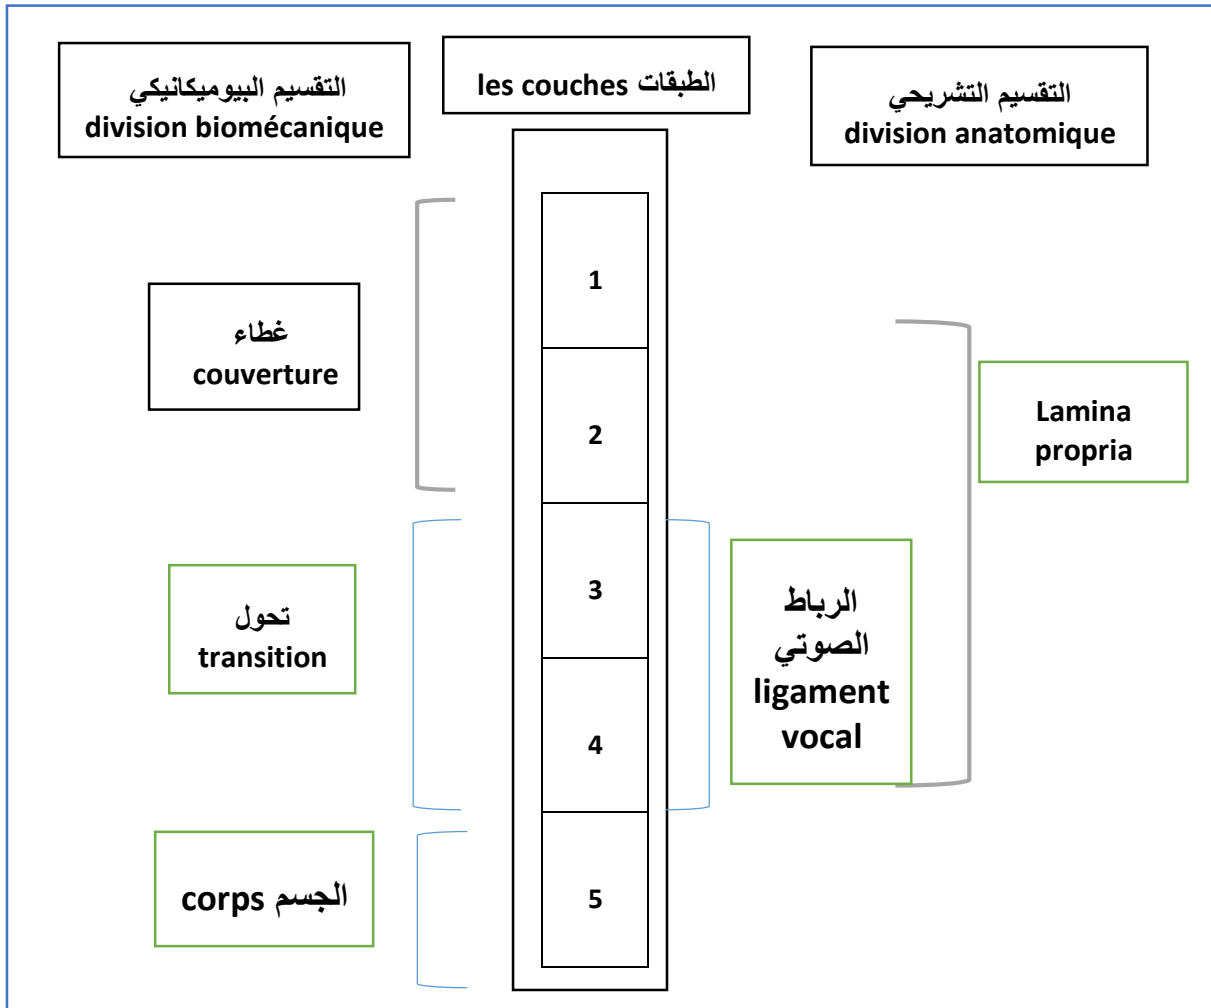 التقسيم البيوميكانيكي
division biomécanique
les couches الطبقات
التقسيم التشريحي
division anatomique
1
غطاء
couverture
2
Lamina
propria
3
تحول
transition
الرباط
الصوتي
ligament
vocal
4
corps الجسم
5